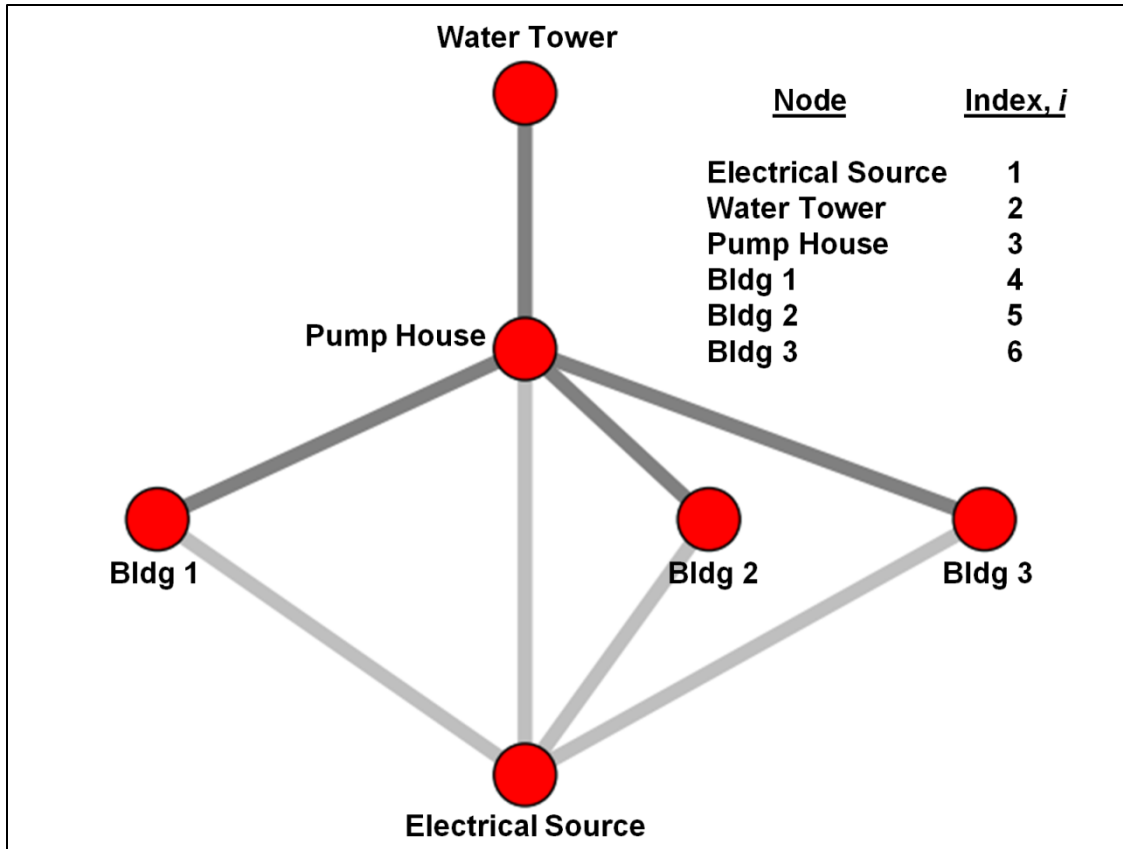 Water Tower
Node Index, i
Electrical Source 1
Water Tower 2
Pump House 3
Bldg 1 4
Bldg 2 5
Bldg 3 6
Pump House
Bldg 1
Bldg 2
Bldg 3
Electrical Source